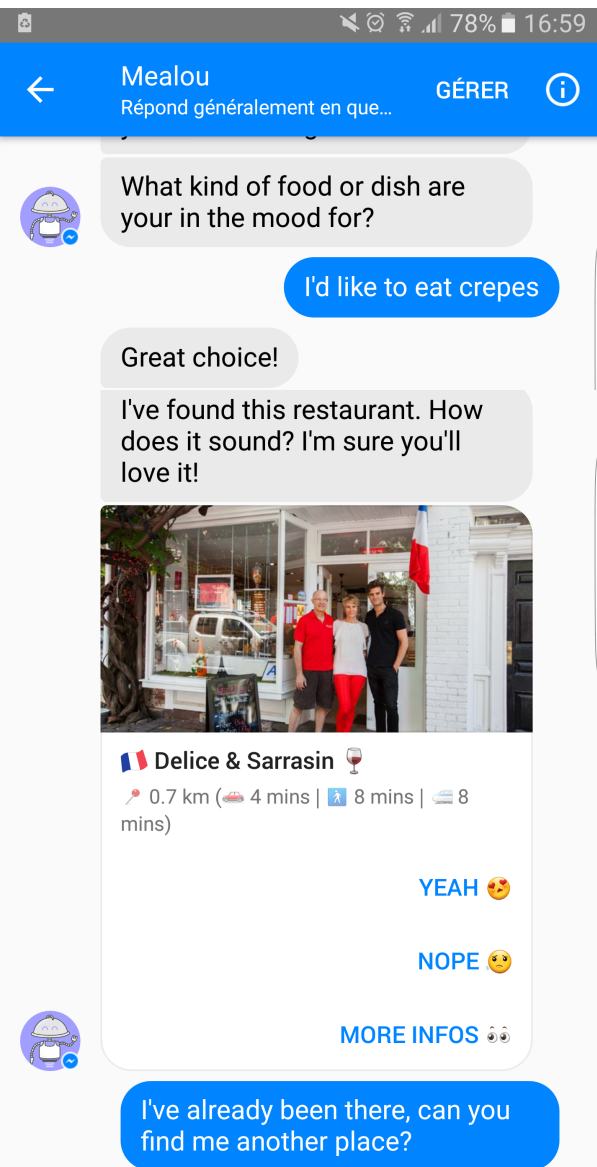 78% 16:59
Mealou
Répond généralement en que...
GÉRER
What kind of food or dish are
your in the mood for?
I'd like to eat crepes
Great choice!
I've found this restaurant. How
does it sound? I'm sure you'll
love it!
A
🇫🇷 Delice & Sarrasin 🍷
📍 0.7 km (🚗 4 mins | 🚶 8 mins | 🚅 8
mins)
YEAH 😍
NOPE 😟
MORE INFOS 👀
I've already been there, can you
find me another place?